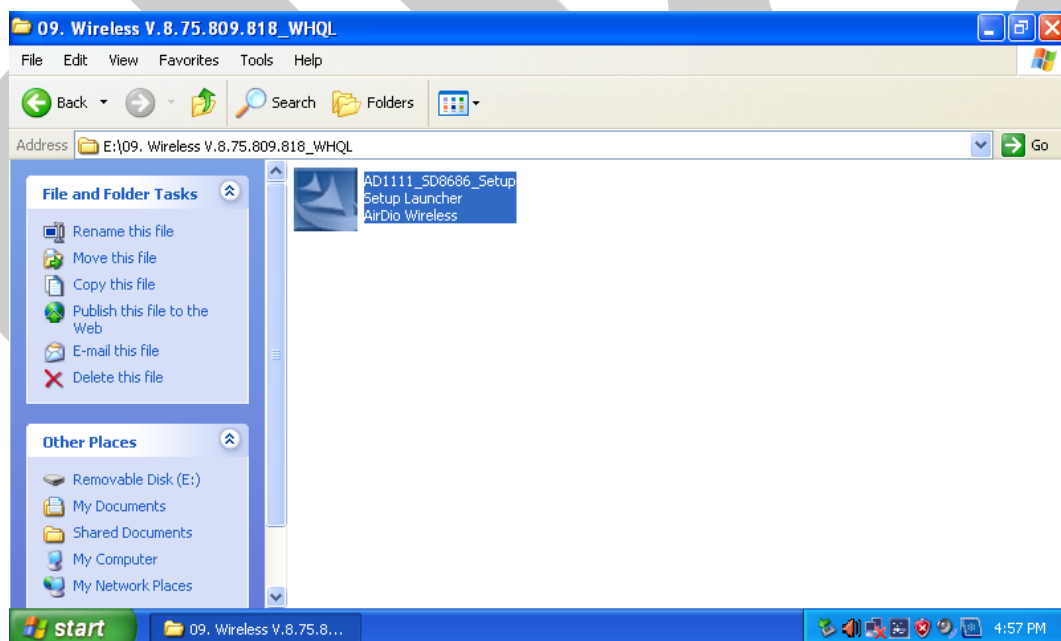 09. Wireless V.8.75.809.818_WHQL
File Edit View Favorites Tools Help
Back Search Folders
Address E:\09. Wireless V.8.75.809.818_WHQL Go
File and Folder Tasks
Rename this file
Move this file
Copy this file
Publish this file to the
Web
E-mail this file
Delete this file
Other Places
Removable Disk (E:)
My Documents
Shared Documents
My Computer
My Network Places
AD1111_SD8686_Setup
Setup Launcher
AirDio Wireless
start 09. Wireless V.8.75.8... 4:57 PM